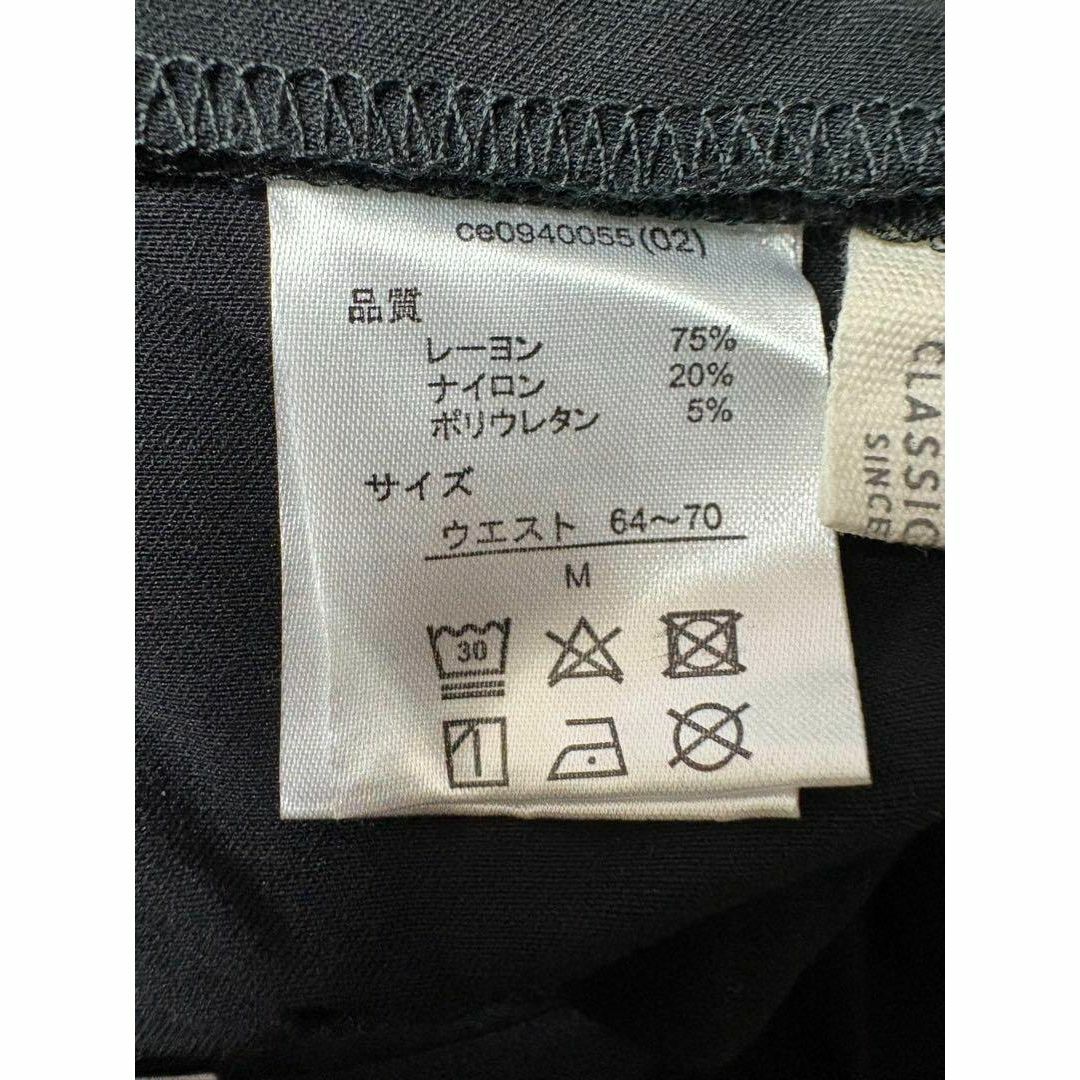 ce0940055(02)
品質
レーヨン 75%
ナイロン 20%
ポリウレタン 5%
サイズ
ウエスト 64〜70
M
30
CLASSIC
SINCE